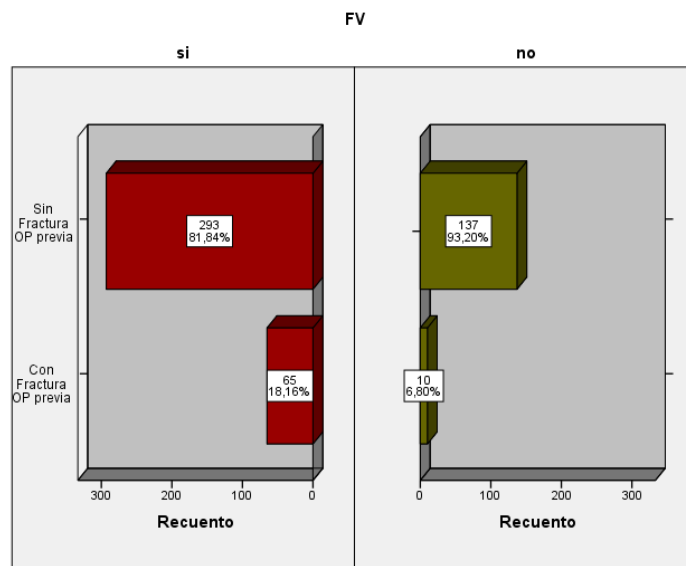 FV
si
no
Sin
Fractura
OP previa
293
81,84%
137
93,20%
Con
Fractura
OP previa
65
18,16%
10
6,80%
300
200
100
0
0
100
200
300
Recuento
Recuento